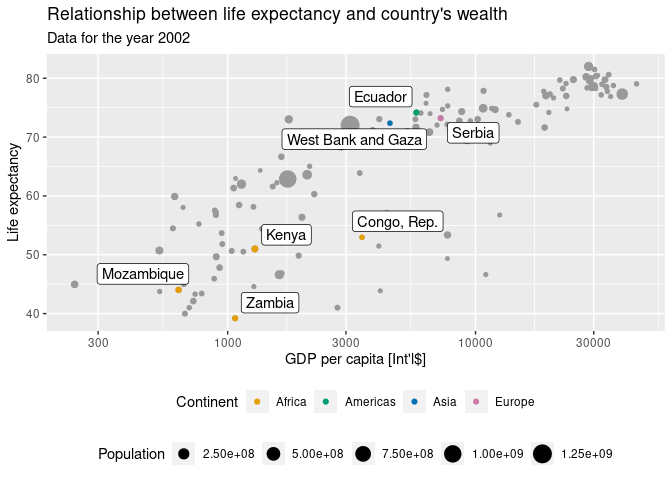 Relationship between life expectancy and country's wealth
Data for the year 2002
Life expectancy
80
70
60
50
40
Ecuador
West Bank and Gaza
Serbia
Congo, Rep.
Kenya
Mozambique
Zambia
300
1000
3000
10000
30000
GDP per capita [Int'l$]
Continent Africa Americas Asia Europe
Population 2.50e+08 5.00e+08 7.50e+08 1.00e+09 1.25e+09